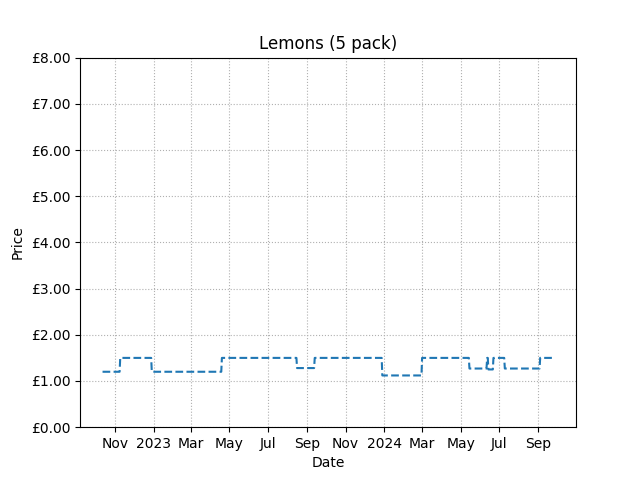 Lemons (5 pack)
£8.00
£7.00
£6.00
£5.00
£4.00
£3.00
£2.00
£1.00
£0.00
Price
Nov 2023 Mar May Jul Sep Nov 2024 Mar May Jul Sep
Date